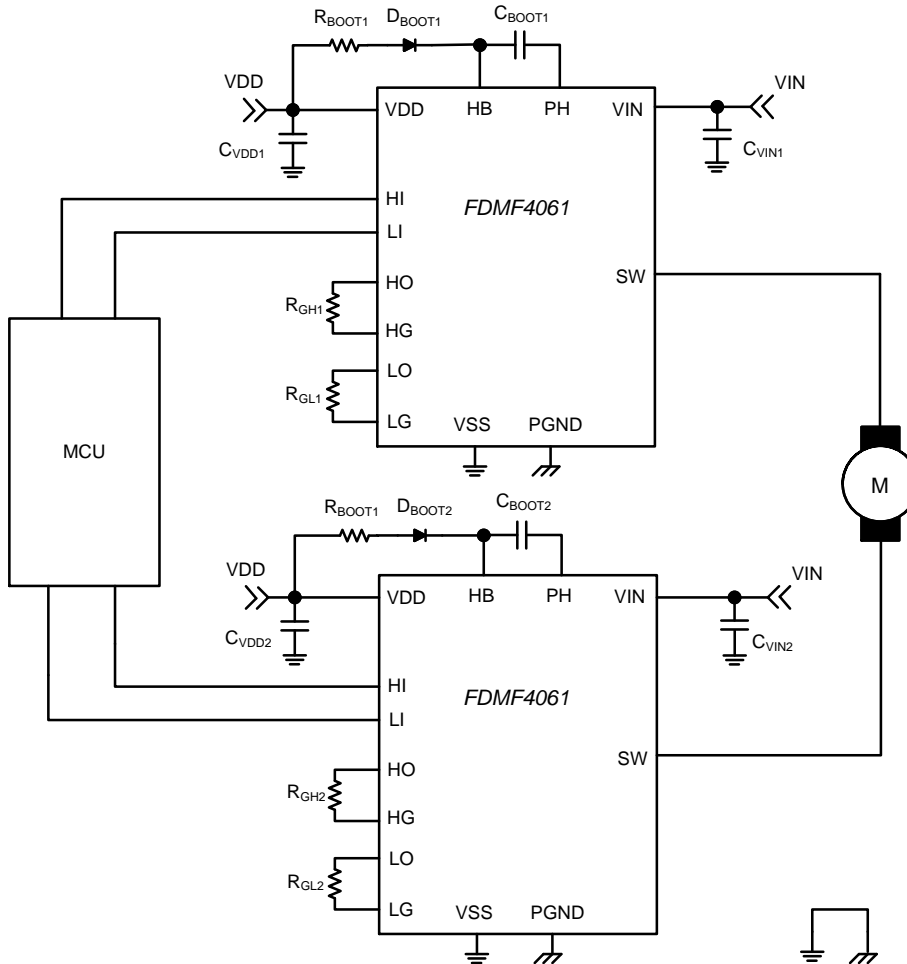 RBOOT1 DBOOT1 CBOOT1
VDD
VIN
VDD HB PH VIN
CVDD1
CVIN1
HI
FDMF4061
LI
HO
SW
RGH1
HG
LO
RGL1
LG
VSS PGND
MCU
M
RBOOT1 DBOOT2 CBOOT2
VDD
VIN
VDD HB PH VIN
CVDD2
CVIN2
HI
FDMF4061
LI
SW
HO
RGH2
HG
LO
RGL2
LG
VSS PGND